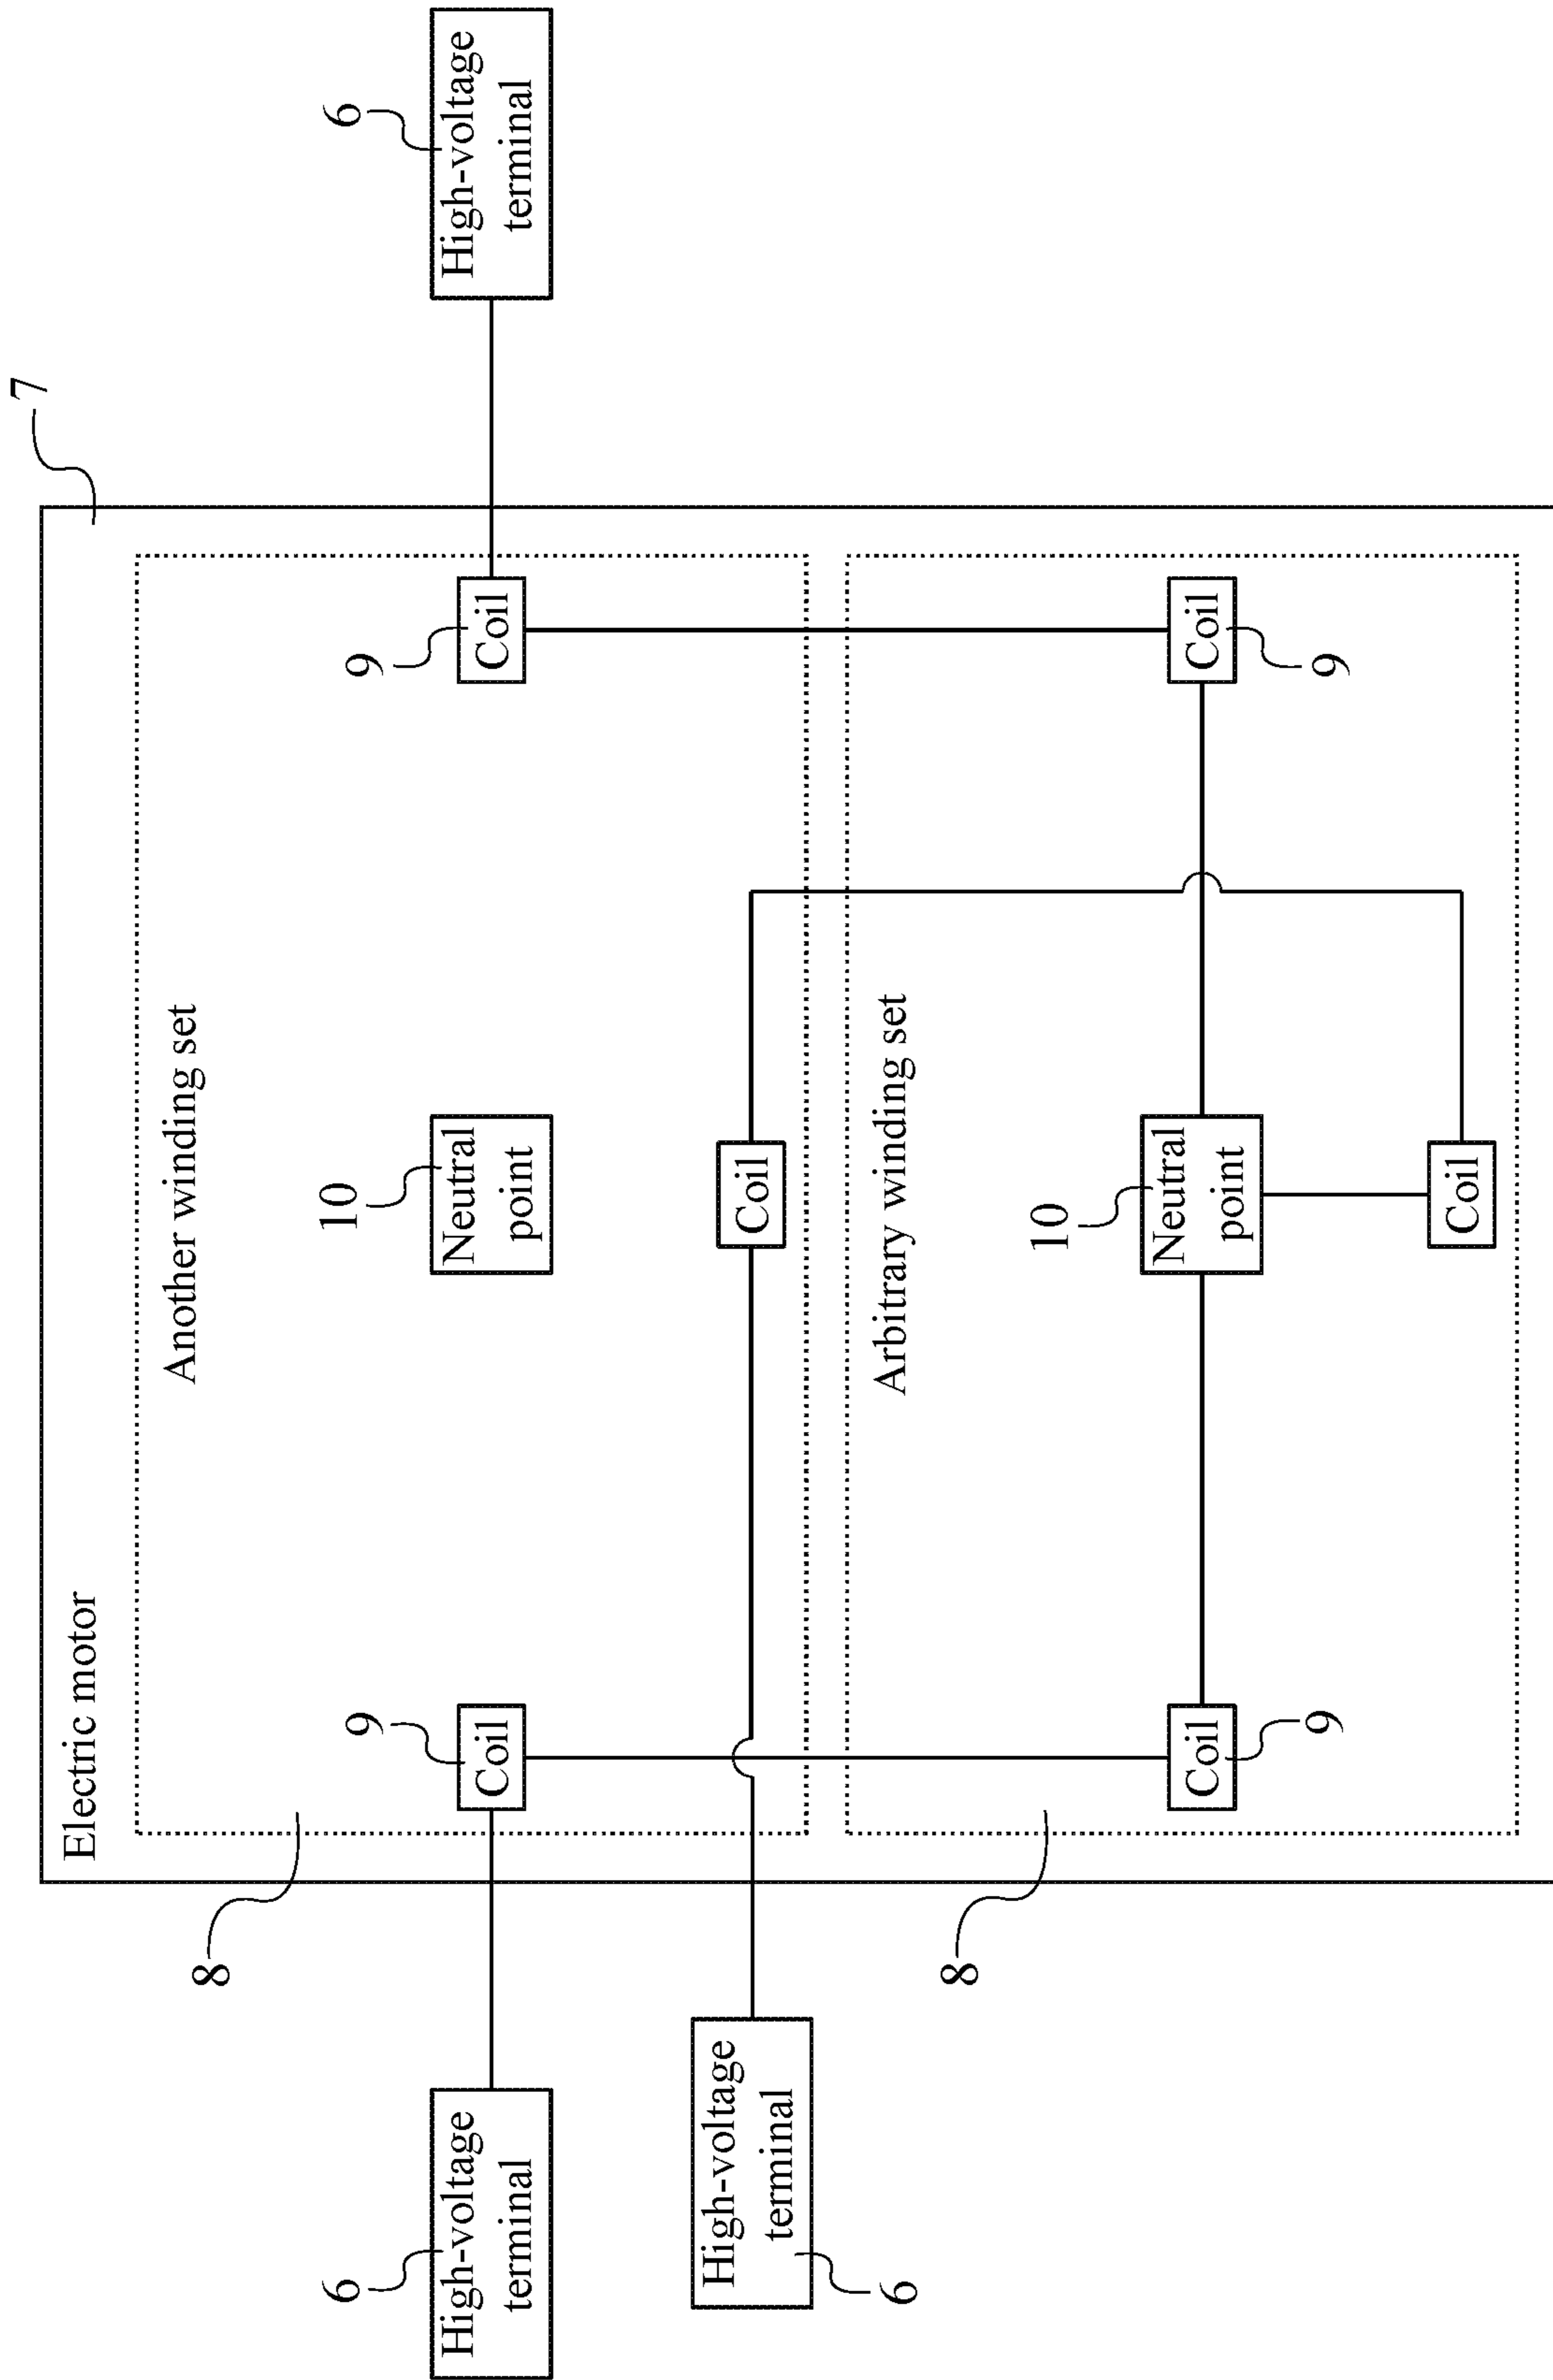 7
Electric motor
8
Another winding set
6
High-voltage
terminal
9
Coil
10
Neutral
point
9
Coil
6
High-voltage
terminal
High-voltage
terminal
6
Coil
8
Arbitrary winding set
Coil
9
10
Neutral
point
Coil
9
Coil